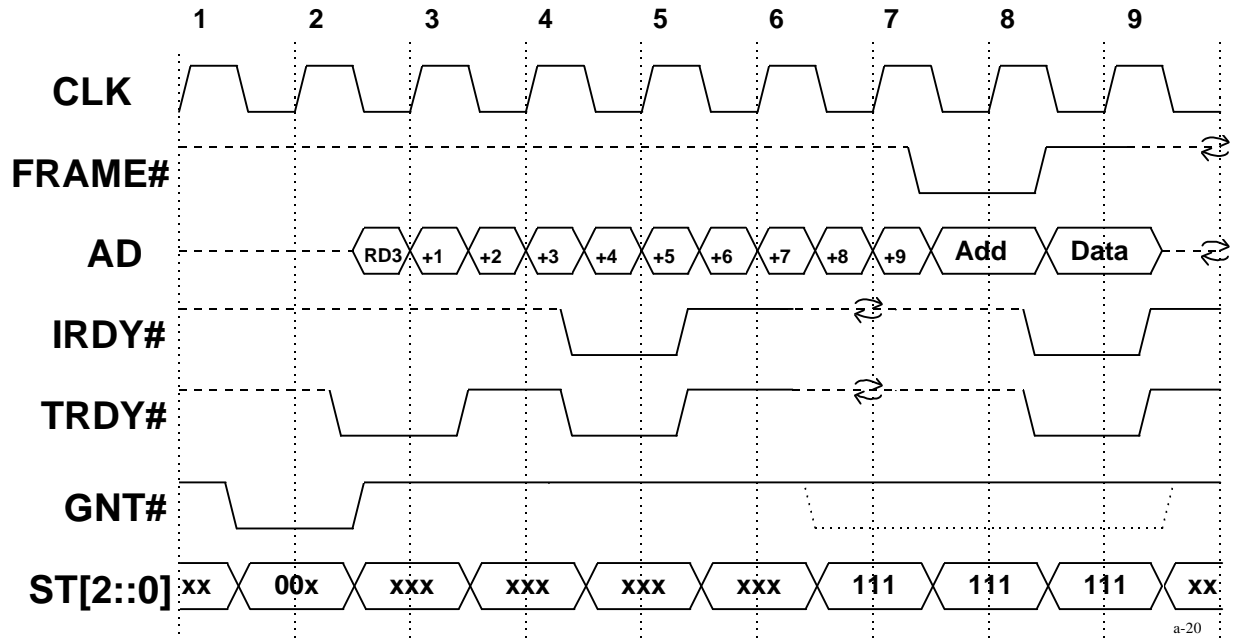 1 2 3 4 5 6 7 8 9
CLK
FRAME#
AD RD3 +1 +2 +3 +4 +5 +6 +7 +8 +9 Add Data
IRDY#
TRDY#
GNT#
ST[2::0] xx 00x xxx xxx xxx xxx 111 111 111 xx
a-20